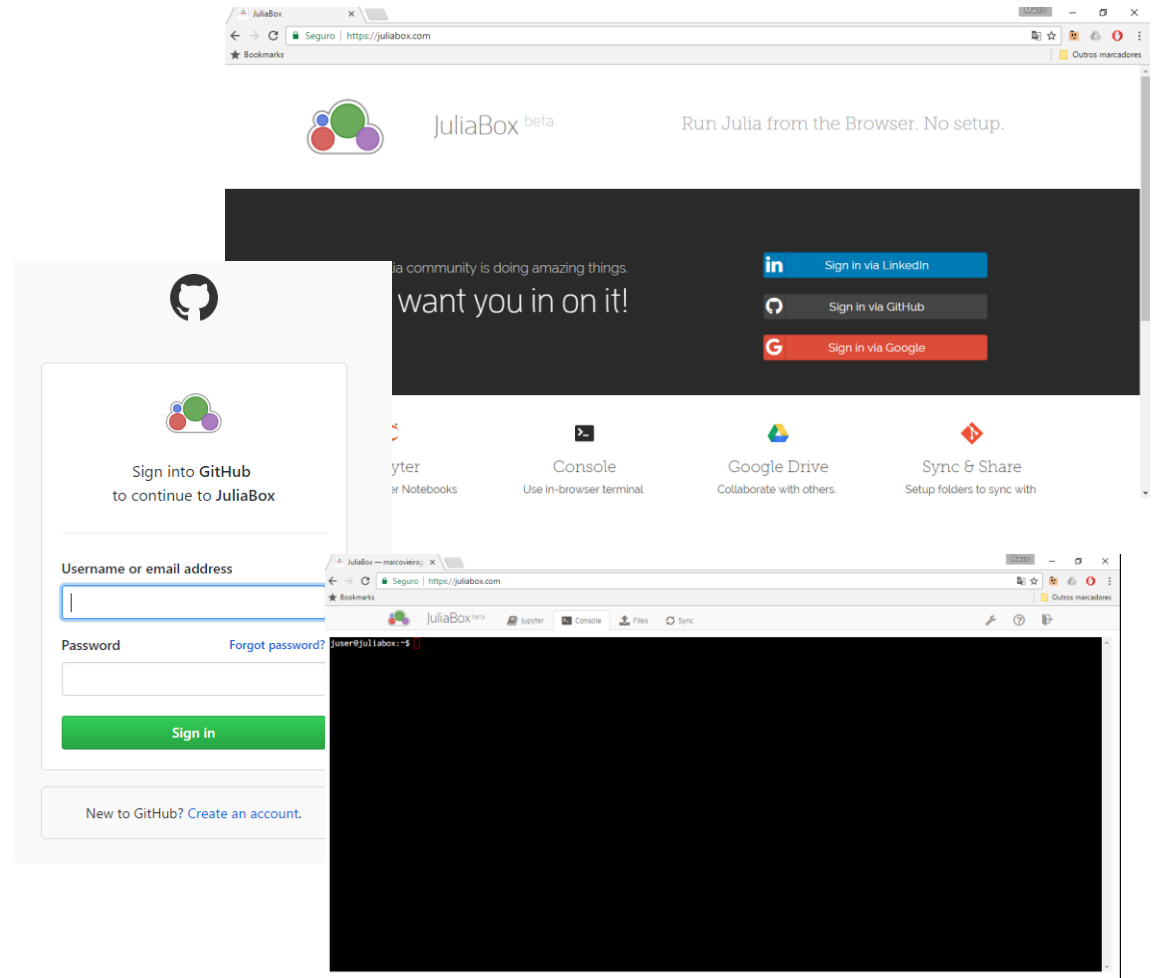 JuliaBox
Marco
Seguro | https://juliabox.com
Bookmarks
Outros marcadores
JuliaBox beta
Run Julia from the Browser. No setup.
ia community is doing amazing things.
want you in on it!
Sign in via LinkedIn
Sign in via GitHub
Sign in via Google
yter
er Notebooks
Console
Use in-browser terminal
Google Drive
Collaborate with others.
Sync & Share
Setup folders to sync with
Sign into GitHub
to continue to JuliaBox
Username or email address
Password
Forgot password?
Sign in
New to GitHub? Create an account.
JuliaBox — marcovieirag
Marco
Seguro | https://juliabox.com
Bookmarks
Outros marcadores
JuliaBox beta
Jupyter
Console
Files
Sync
juser@juliabox:~$